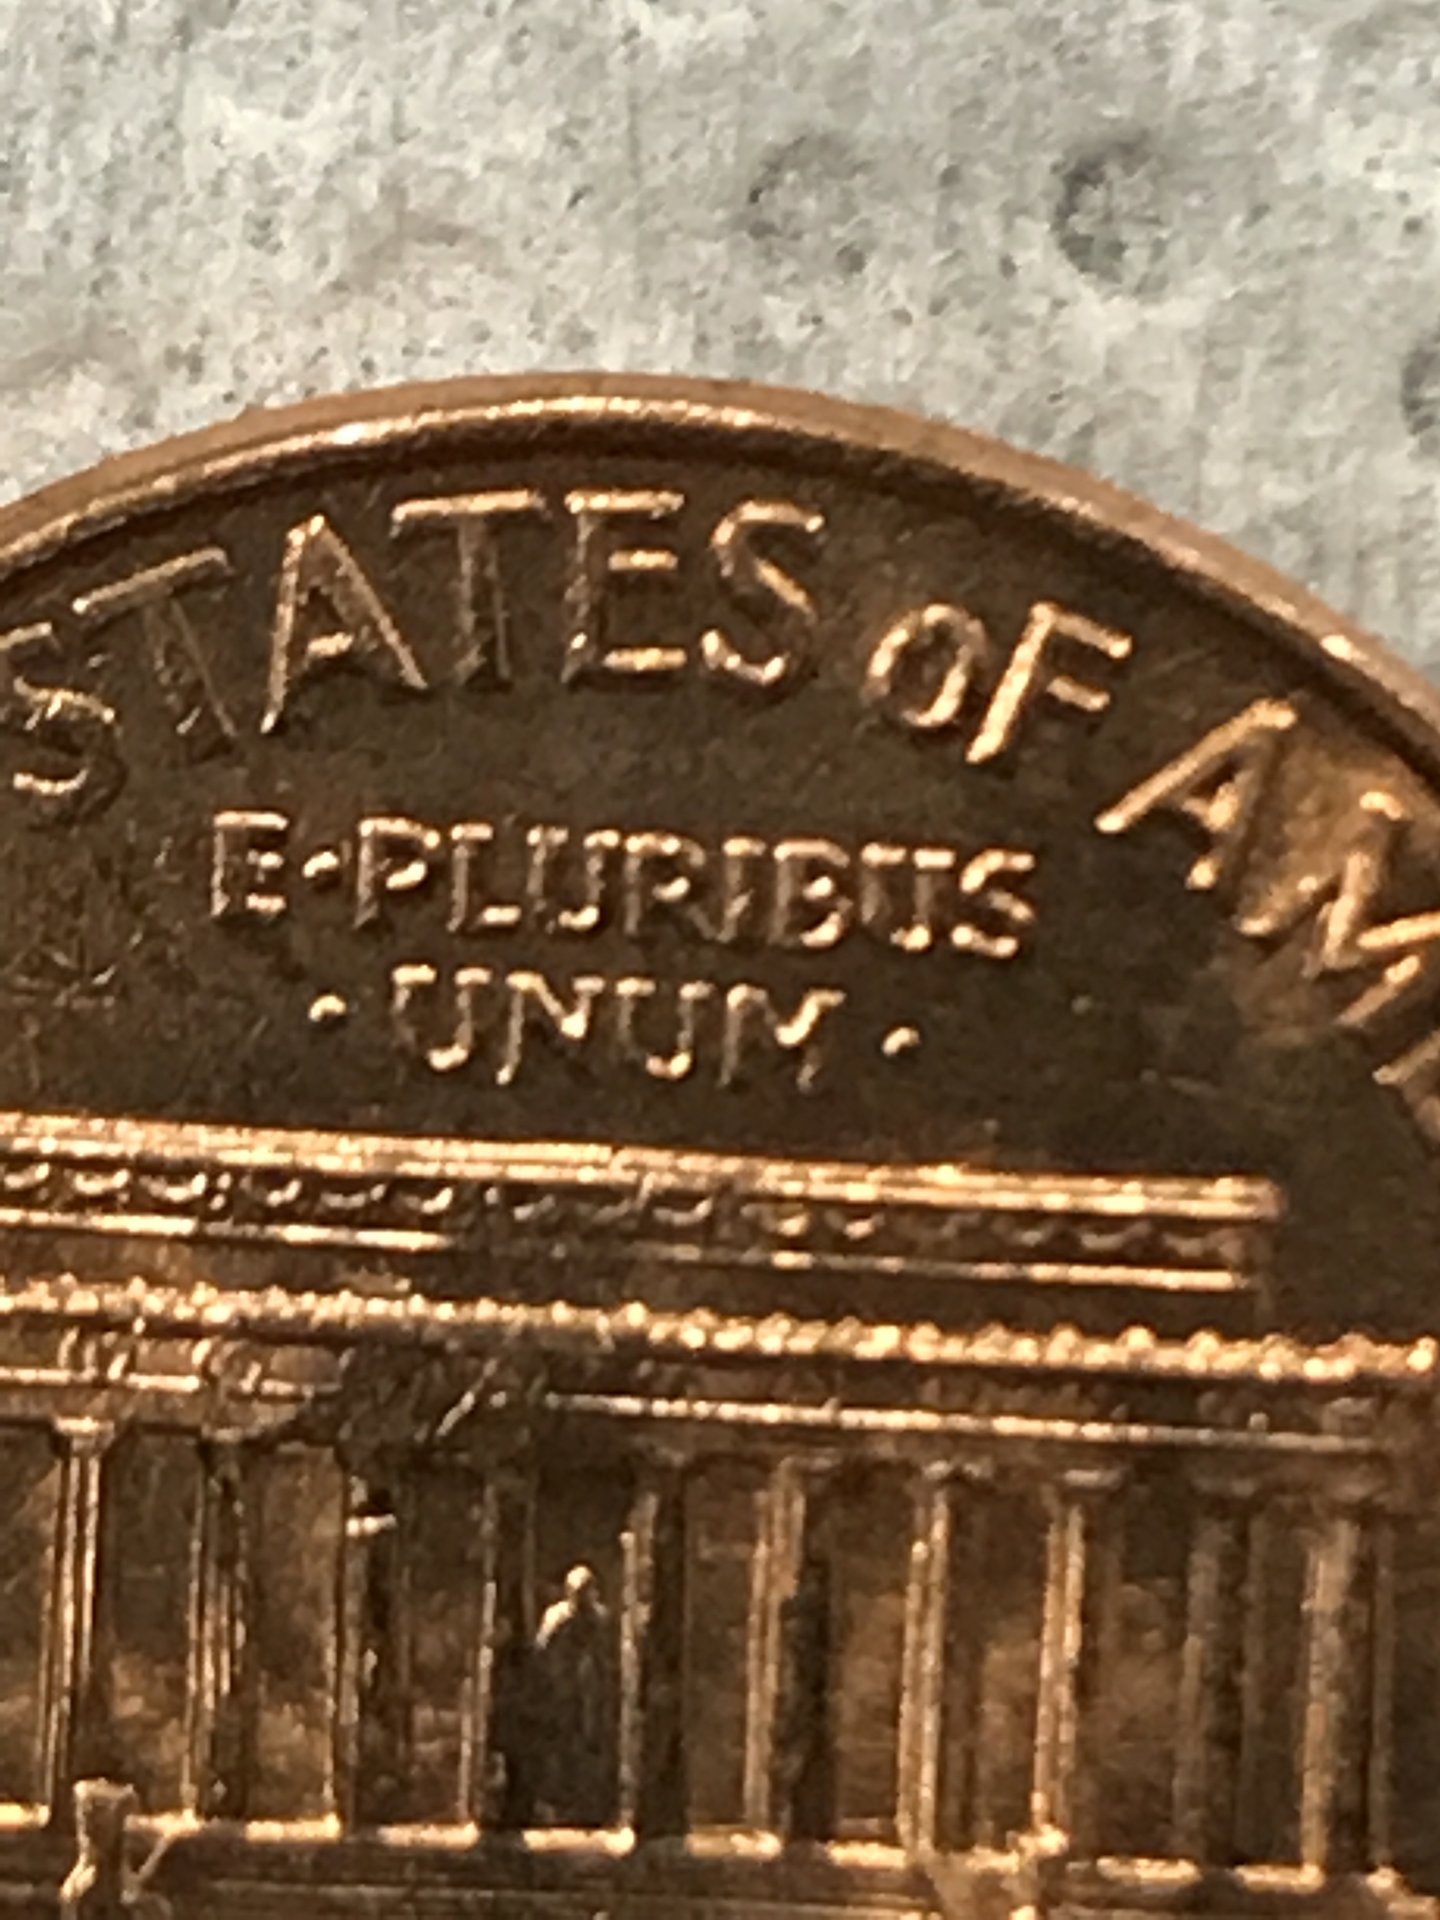 STATES OF AM
E·PLURIBUS
· UNUM ·